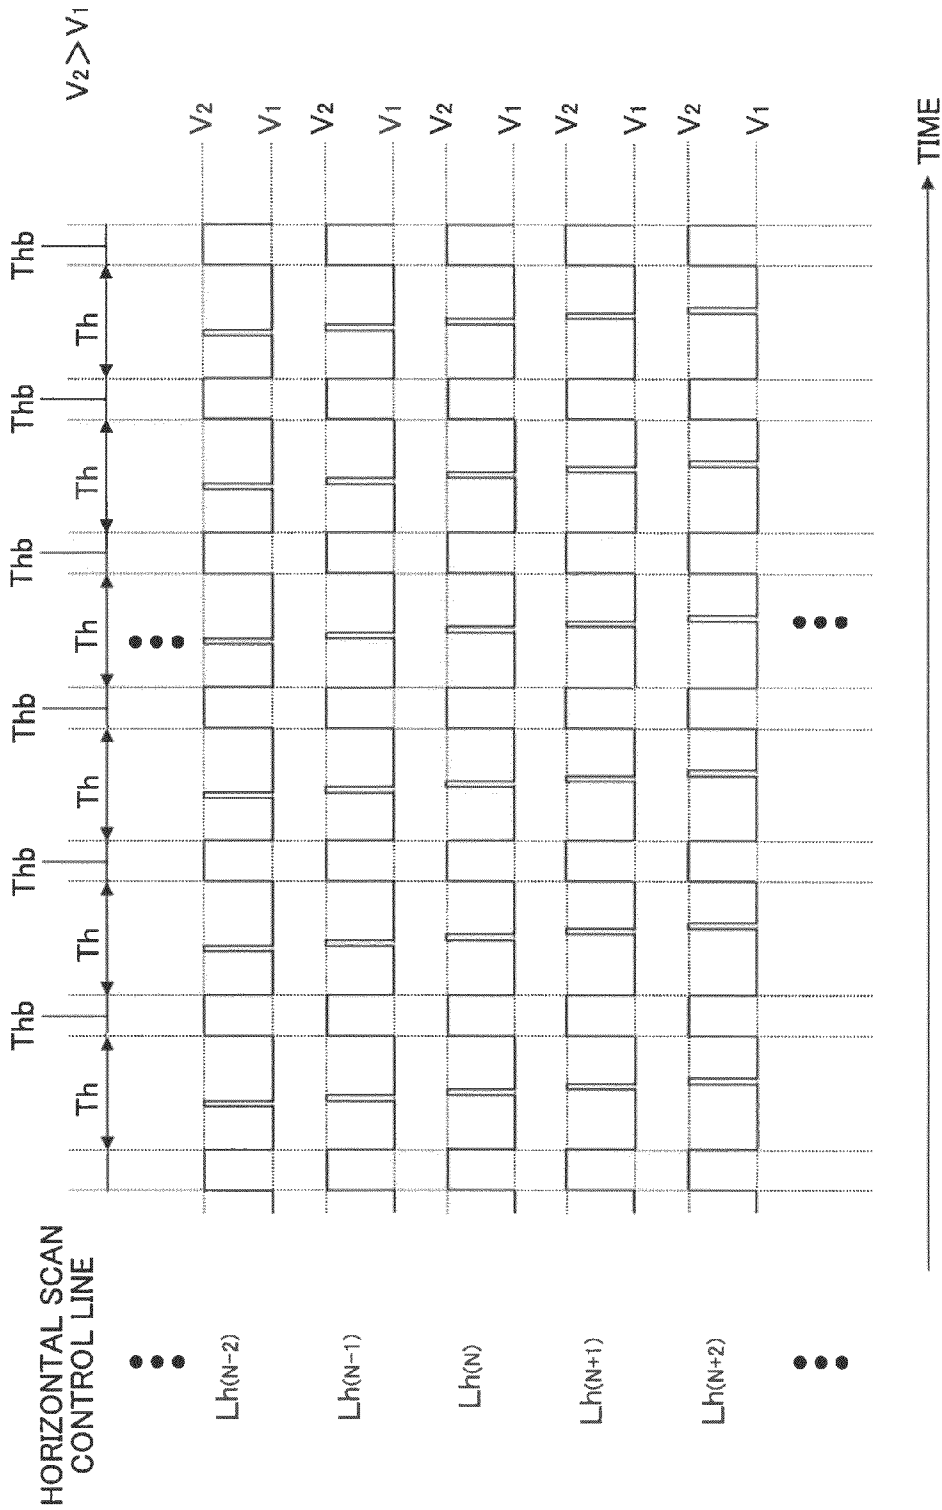 V2 > V1
HORIZONTAL SCAN
CONTROL LINE
Th Thb Th Thb Th Thb Th Thb Th Thb Th Thb
Lh(N-2) V2
V1
Lh(N-1) V2
V1
Lh(N) V2
V1
Lh(N+1) V2
V1
Lh(N+2) V2
V1
TIME